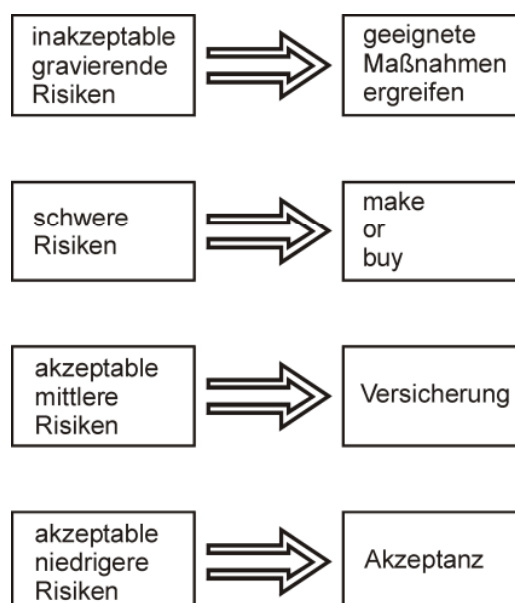 inakzeptable
gravierende
Risiken
geeignete
Maßnahmen
ergreifen
schwere
Risiken
make
or
buy
akzeptable
mittlere
Risiken
Versicherung
akzeptable
niedrigere
Risiken
Akzeptanz